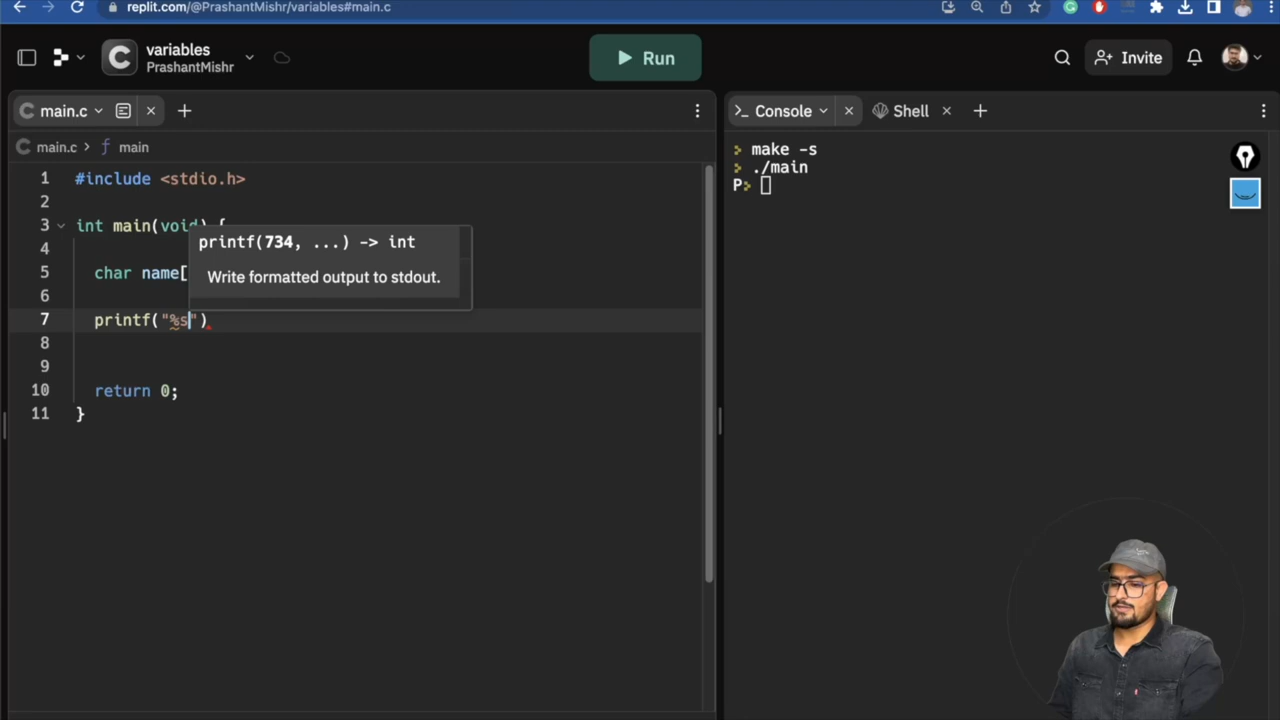 replit.com/@PrashantMishr/variables#main.c
variables
PrashantMishr
Run
Invite
main.c
Console
Shell
main.c > main
1 #include <stdio.h>
2
3 int main(void) {
4
5 char name[
6
7 printf("%s")
8
9
10 return 0;
11 }
printf(734, ...) -> int
Write formatted output to stdout.
> make -s
> ./main
P>